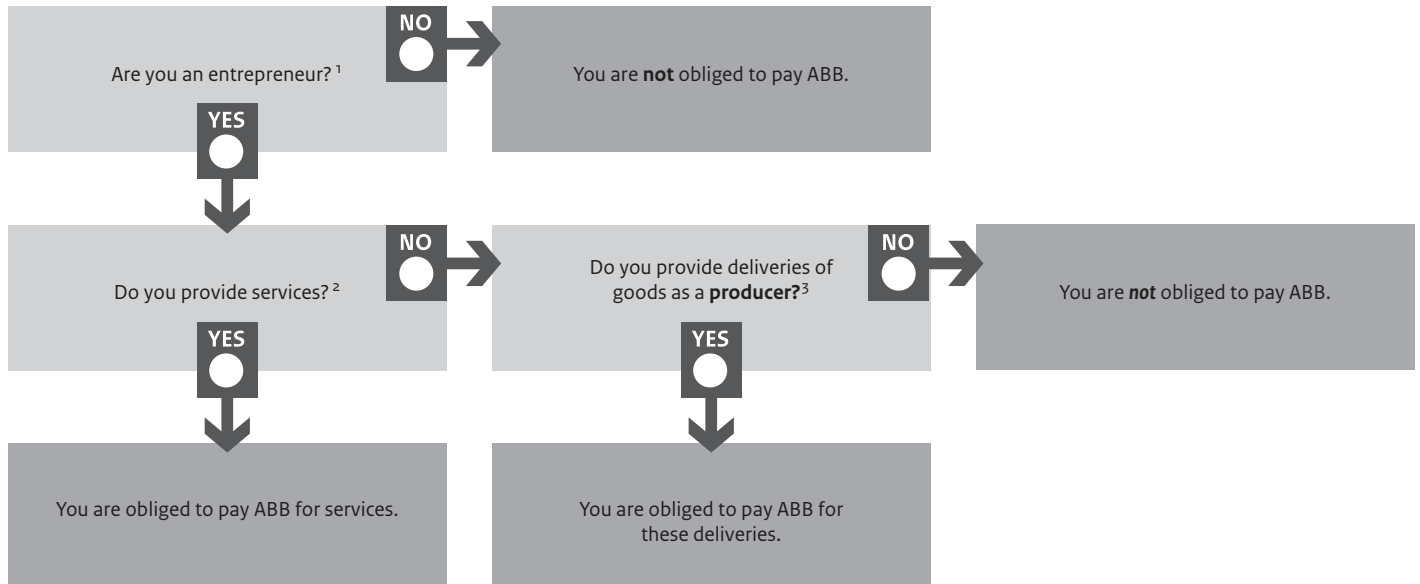 Are you an entrepreneur? ¹
NO
YES
You are not obliged to pay ABB.
Do you provide services? ²
NO
YES
Do you provide deliveries of
goods as a producer?³
NO
YES
You are not obliged to pay ABB.
You are obliged to pay ABB for services.
You are obliged to pay ABB for
these deliveries.